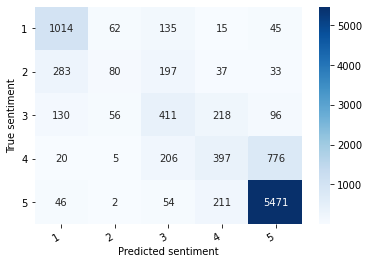 1 1014 62 135 15 45
2 283 80 197 37 33
3 130 56 411 218 96
4 20 5 206 397 776
5 46 2 54 211 5471
1 2 3 4 5
Predicted sentiment
True sentiment
5000
4000
3000
2000
1000